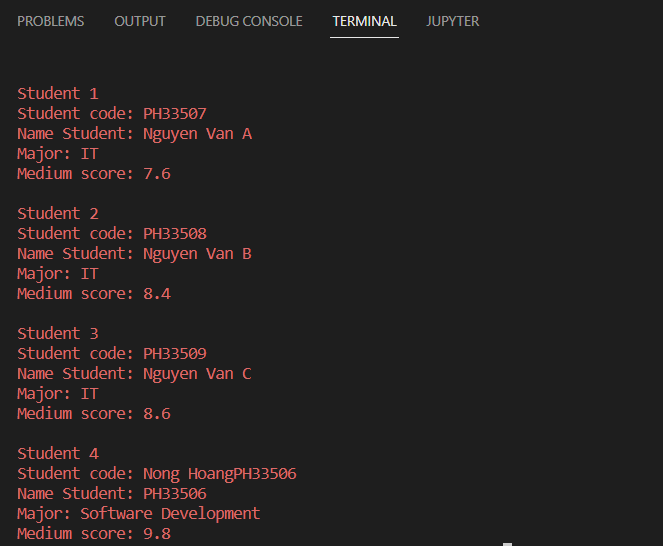 PROBLEMS OUTPUT DEBUG CONSOLE TERMINAL JUPYTER
Student 1
Student code: PH33507
Name Student: Nguyen Van A
Major: IT
Medium score: 7.6
Student 2
Student code: PH33508
Name Student: Nguyen Van B
Major: IT
Medium score: 8.4
Student 3
Student code: PH33509
Name Student: Nguyen Van C
Major: IT
Medium score: 8.6
Student 4
Student code: Nong HoangPH33506
Name Student: PH33506
Major: Software Development
Medium score: 9.8